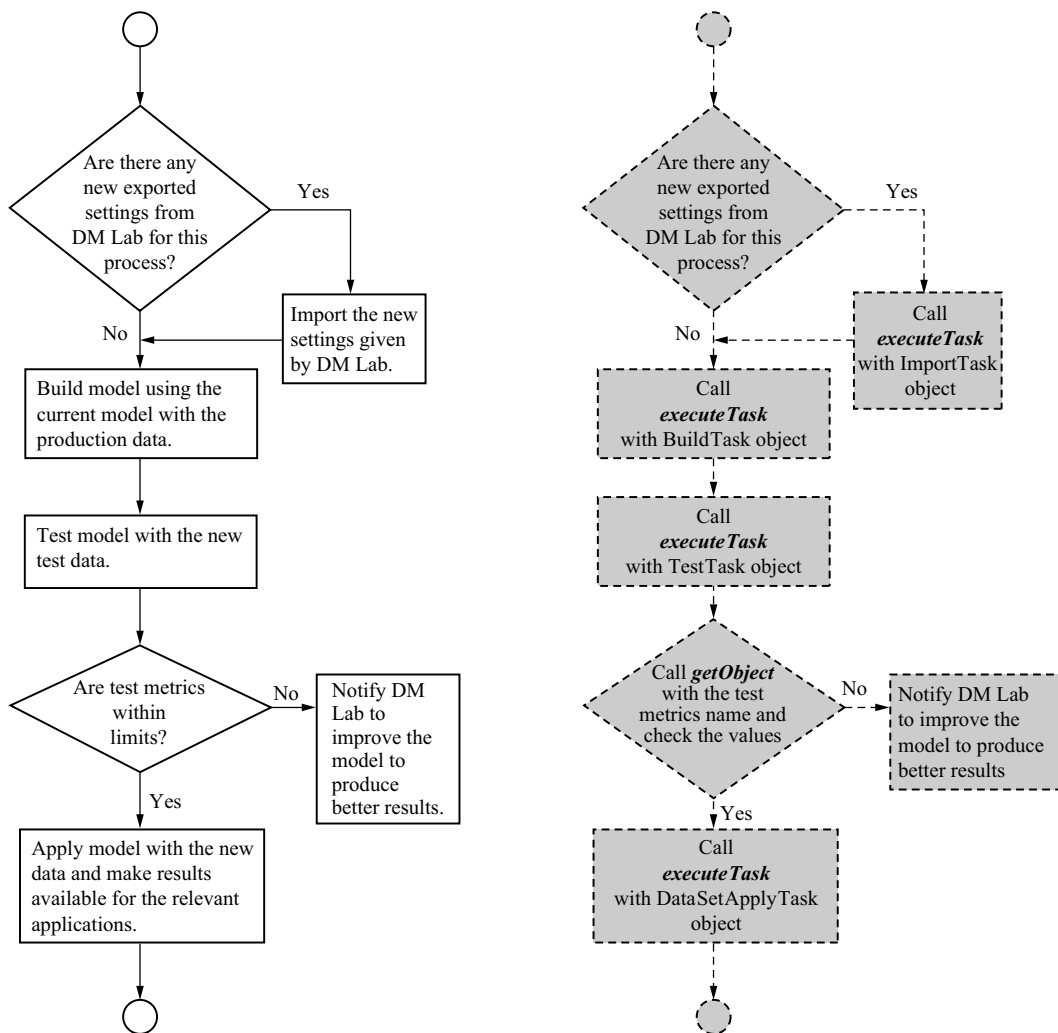 Are there any
new exported
settings from
DM Lab for this
process?
Yes
No
Import the new
settings given
by DM Lab.
Build model using the
current model with the
production data.
Test model with the new
test data.
Are test metrics
within
limits?
No
Notify DM
Lab to
improve the
model to
produce
better results.
Yes
Apply model with the new
data and make results
available for the relevant
applications.
Are there any
new exported
settings from
DM Lab for this
process?
Yes
No
Call
executeTask
with ImportTask
object
Call
executeTask
with BuildTask object
Call
executeTask
with TestTask object
Call getObject
with the test
metrics name and
check the values
No
Notify DM Lab
to improve the
model to produce
better results
Yes
Call
executeTask
with DataSetApplyTask
object